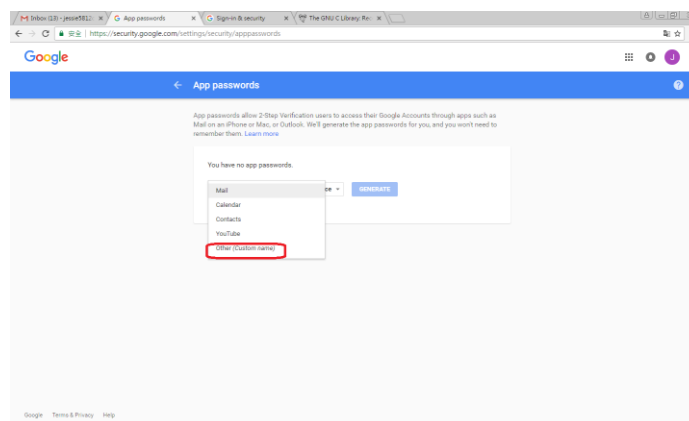 Inbox (13) - jessie5812
App passwords
Sign-in & security
The GNU C Library: Re
安全 | https://security.google.com/settings/security/apppasswords
Google
J
App passwords
App passwords allow 2-Step Verification users to access their Google Accounts through apps such as
Mail on an iPhone or Mac, or Outlook. We'll generate the app passwords for you, and you won't need to
remember them. Learn more
You have no app passwords.
Mail
GENERATE
Calendar
Contacts
YouTube
Other (Custom name)
Google Terms & Privacy Help